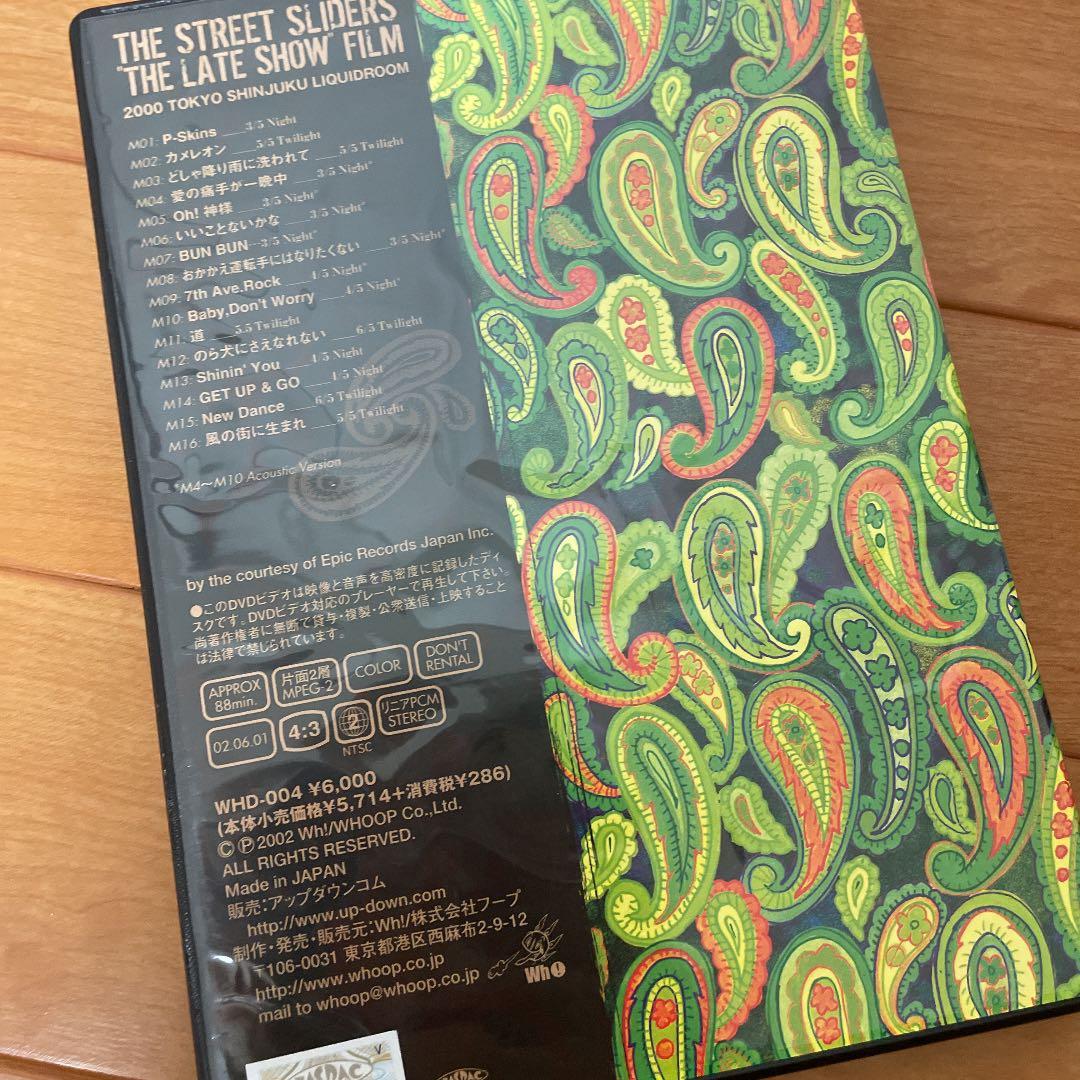 THE STREET SLIDERS
"THE LATE SHOW" FILM
2000 TOKYO SHINJUKU LIQUIDROOM
M01: P-Skins ___3/5 Night
M02: カメレオン ___5/5 Twilight
M03: どしゃ降り雨に洗われて ___5/5 Twilight
M04: 愛の痛手が一晩中 ___3/5 Night*
M05: Oh! 神様 ___3/5 Night*
M06: いいことないかな ___3/5 Night*
M07: BUN BUN---3/5 Night*
M08: おかかえ運転手にはなりたくない ___3/5 Night*
M09: 7th Ave.Rock ___4/5 Night*
M10: Baby,Don't Worry ___4/5 Night*
M11: 道 ___5.5 Twilight
M12: のら犬にさえなれない ___6/5 Twilight
M13: Shinin' You ___4/5 Night
M14: GET UP & GO ___4/5 Night
M15: New Dance ___6/5 Twilight
M16: 風の街に生まれ ___5/5 Twilight
*M4〜M10 Acoustic Version
by the courtesy of Epic Records Japan Inc.
●このDVDビデオは映像と音声を高密度に記録したディ
スクです。DVDビデオ対応のプレーヤーで再生して下さい。
尚著作権者に無断で貸与・複製・公衆送信・上映すること
は法律で禁じられています。
APPROX 88min. 片面2層 MPEG-2 COLOR DON'T RENTAL
02.06.01 4:3 2 NTSC リニアPCM STEREO
WHD-004 ¥6,000
(本体小売価格¥5,714+消費税¥286)
Ⓒ Ⓟ 2002 Wh!/WHOOP Co.,Ltd.
ALL RIGHTS RESERVED.
Made in JAPAN
販売:アップダウンコム
http://www.up-down.com
制作・発売・販売元:Wh!/株式会社フープ
〒106-0031 東京都港区西麻布2-9-12
http://www.whoop.co.jp
mail to whoop@whoop.co.jp
Wh!